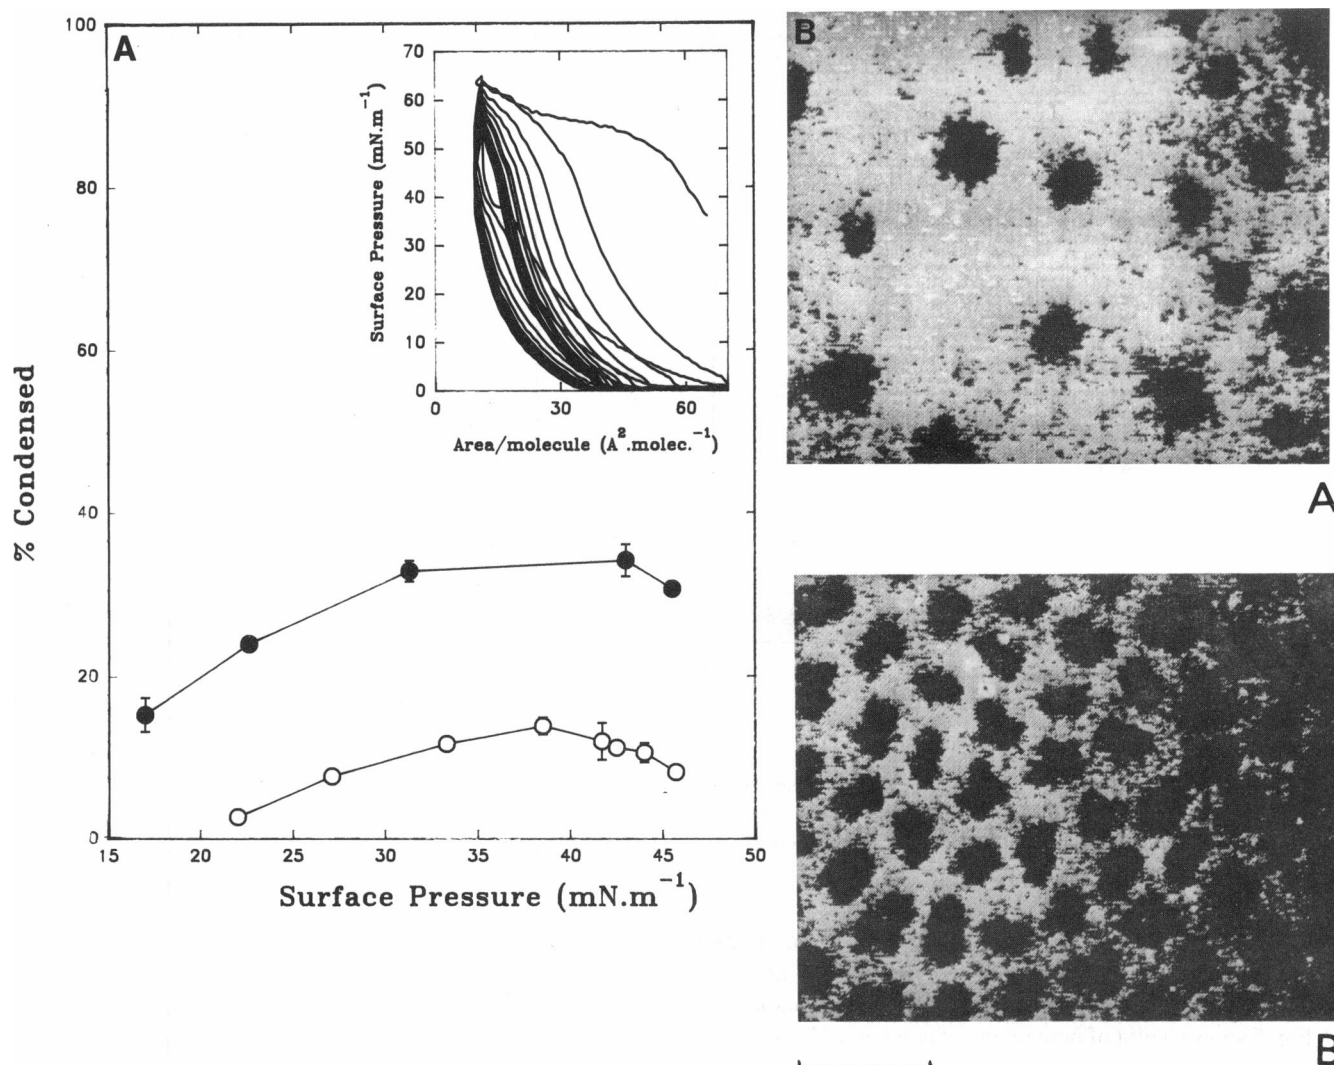 A
B
100
80
60
40
20
0
% Condensed
15 20 25 30 35 40 45 50
Surface Pressure (mN.m⁻¹)
70
60
50
40
30
20
10
0
Surface Pressure (mN.m⁻¹)
0 30 60
Area/molecule (A².molec.⁻¹)
A
B